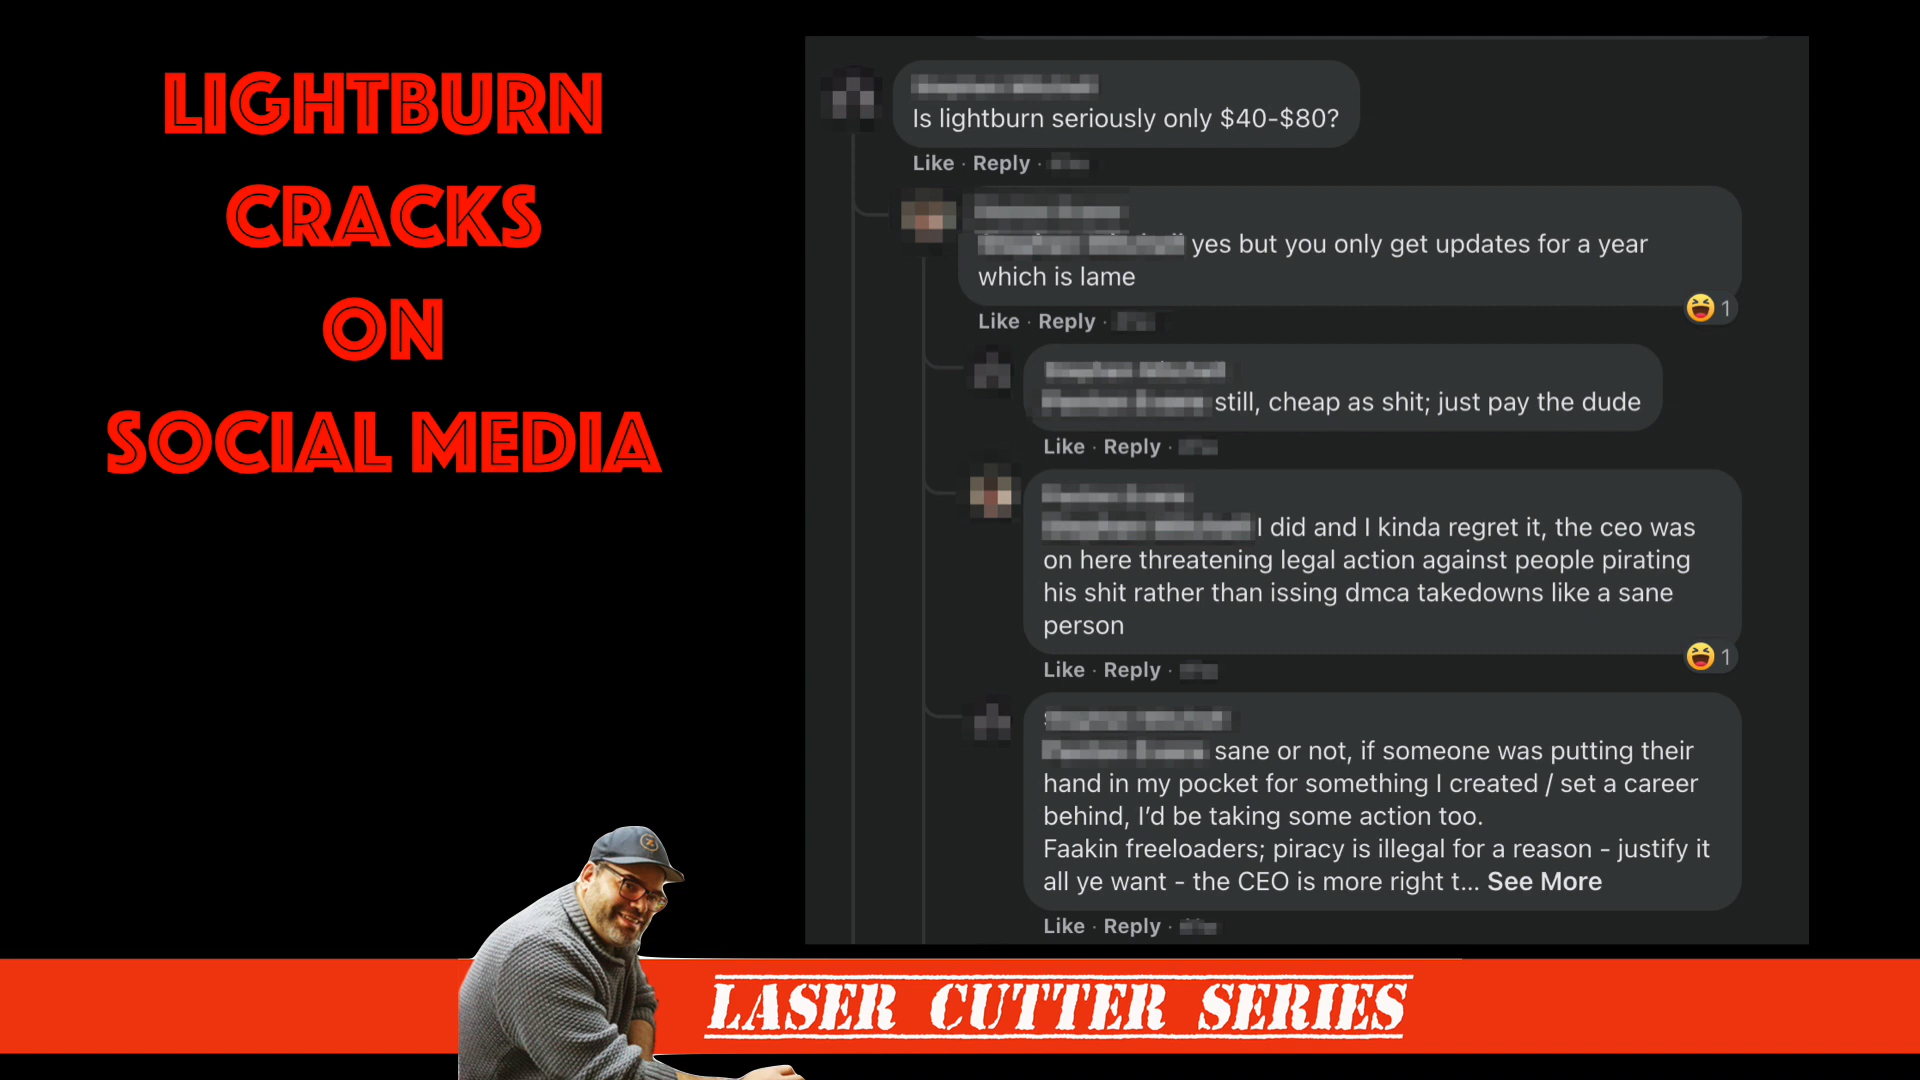 LIGHTBURN
CRACKS
ON
SOCIAL MEDIA
Is lightburn seriously only $40-$80?
Like · Reply ·
yes but you only get updates for a year
which is lame
1
Like · Reply ·
still, cheap as shit; just pay the dude
Like · Reply ·
I did and I kinda regret it, the ceo was
on here threatening legal action against people pirating
his shit rather than issing dmca takedowns like a sane
person
1
Like · Reply ·
sane or not, if someone was putting their
hand in my pocket for something I created / set a career
behind, I'd be taking some action too.
Faakin freeloaders; piracy is illegal for a reason - justify it
all ye want - the CEO is more right t... See More
Like · Reply ·
LASER CUTTER SERIES